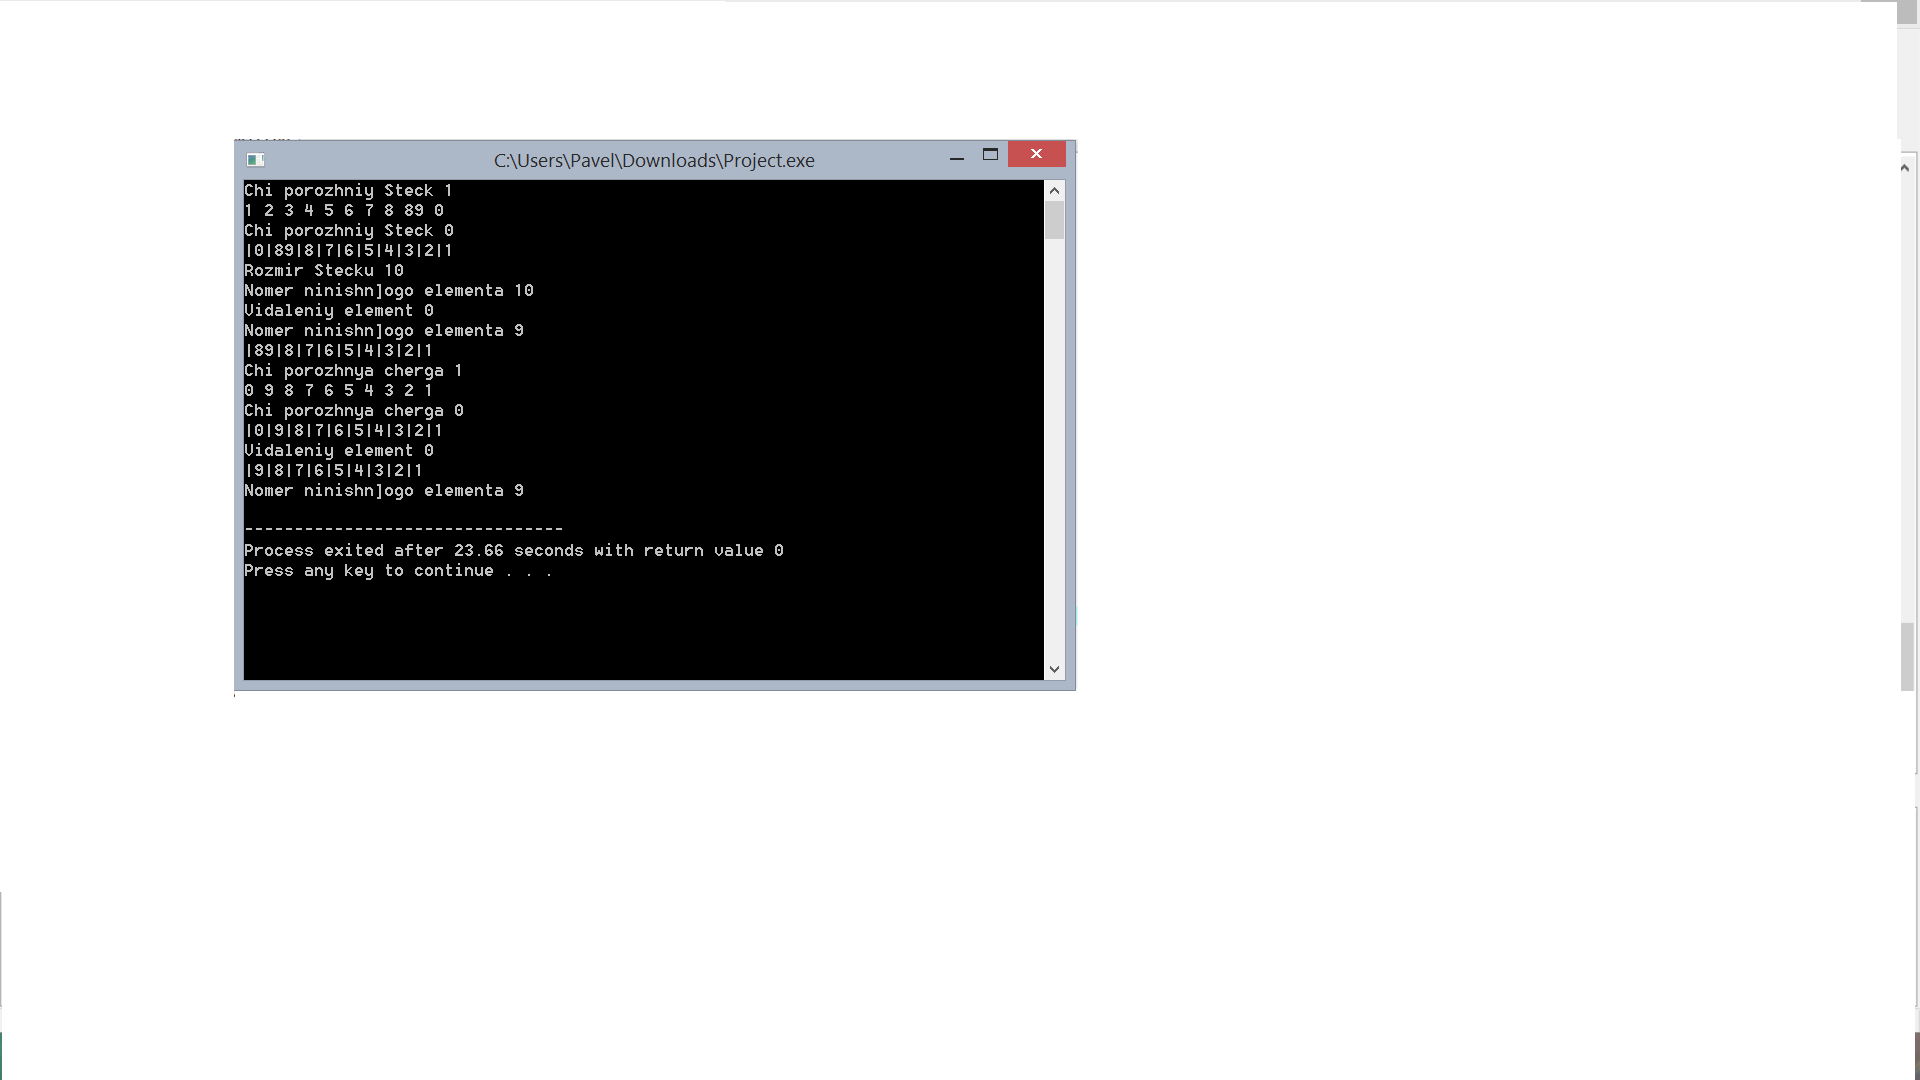 C:\Users\Pavel\Downloads\Project.exe
Chi porozhniy Steck 1
1 2 3 4 5 6 7 8 89 0
Chi porozhniy Steck 0
|0|89|8|7|6|5|4|3|2|1
Rozmir Stecku 10
Nomer ninishn]ogo elementa 10
Vidaleniy element 0
Nomer ninishn]ogo elementa 9
|89|8|7|6|5|4|3|2|1
Chi porozhnya cherga 1
0 9 8 7 6 5 4 3 2 1
Chi porozhnya cherga 0
|0|9|8|7|6|5|4|3|2|1
Vidaleniy element 0
|9|8|7|6|5|4|3|2|1
Nomer ninishn]ogo elementa 9
--------------------------------
Process exited after 23.66 seconds with return value 0
Press any key to continue . . .